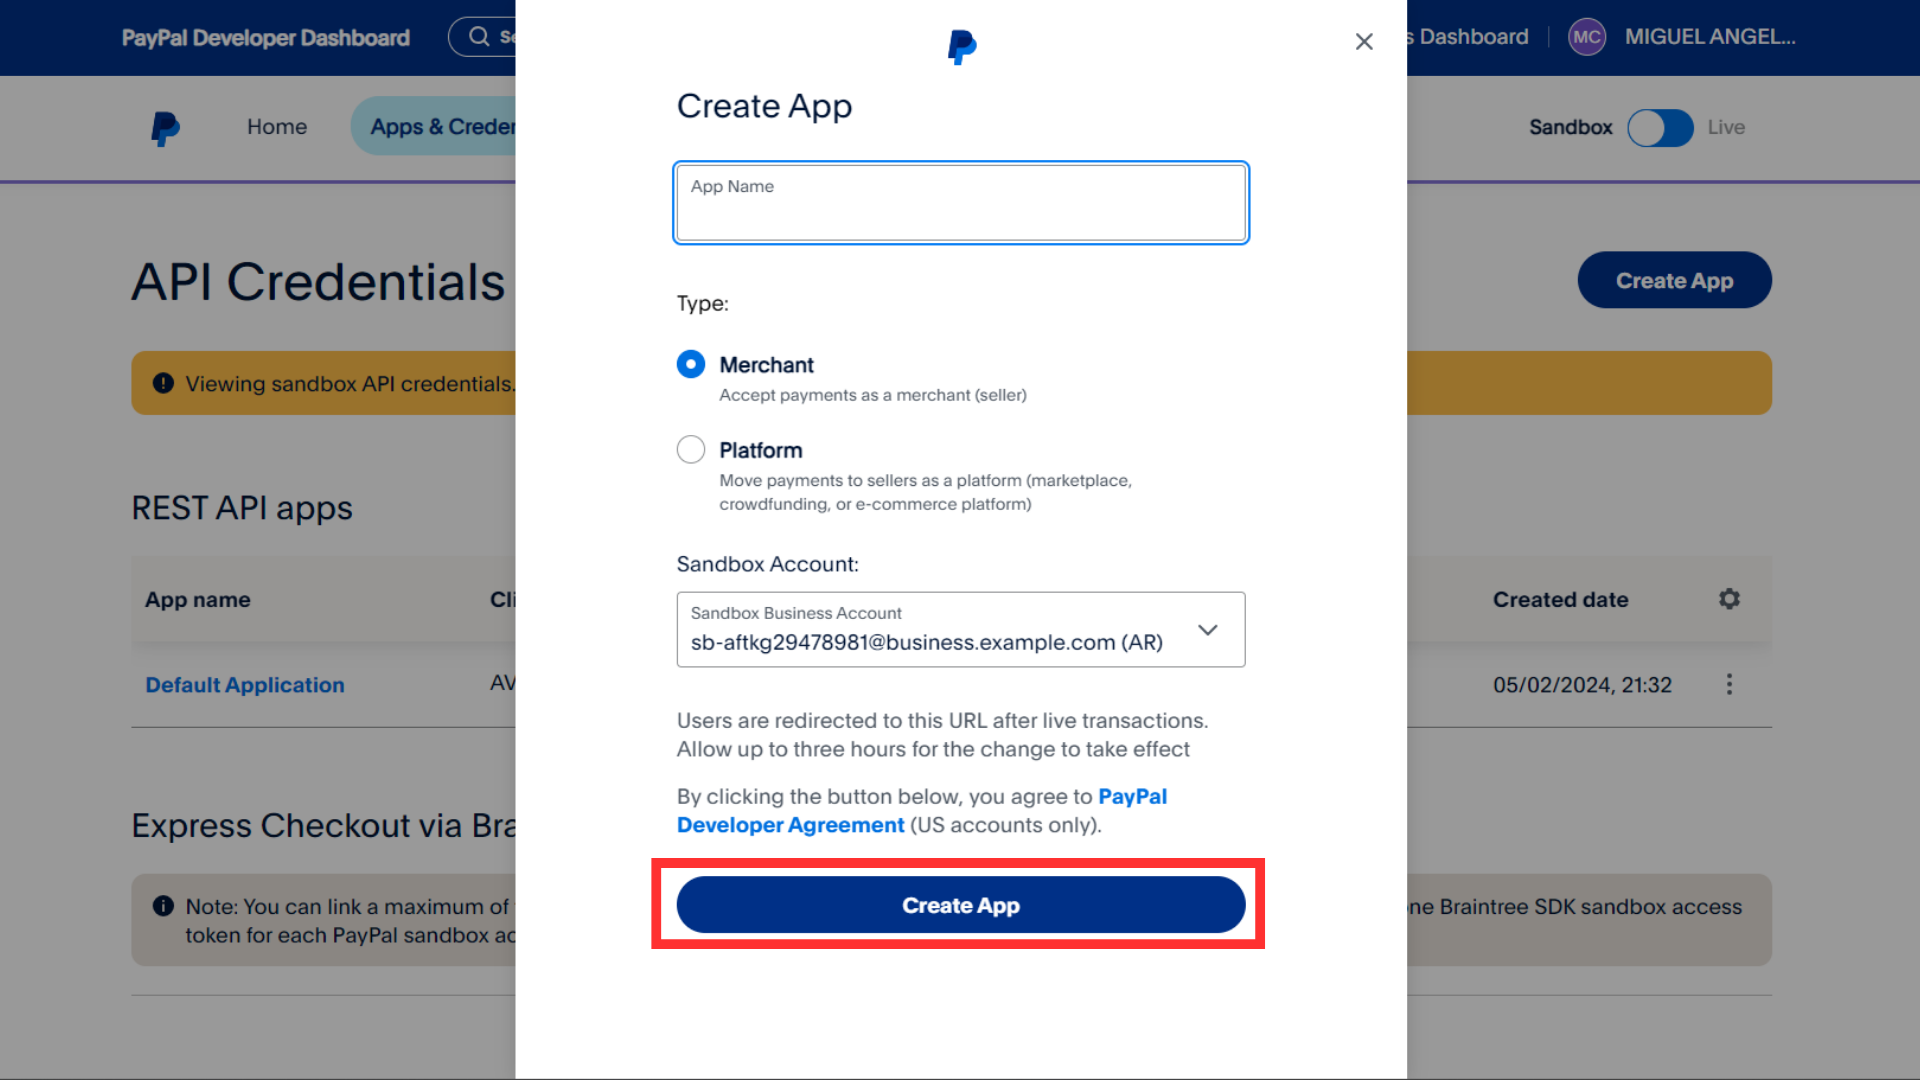 PayPal Developer Dashboard
Dashboard
MC
MIGUEL ANGEL...
Home
Apps &
Sandbox
Live
API Credentials
Create App
Viewing sandbox API credentials.
REST API apps
App name
Created date
Default Application
AV
05/02/2024, 21:32
Express Checkout via
Note: You can link a maximum of
one Braintree SDK sandbox access
token for each PayPal sandbox
Create App
App Name
Type:
Merchant
Accept payments as a merchant (seller)
Platform
Move payments to sellers as a platform (marketplace,
crowdfunding, or e-commerce platform)
Sandbox Account:
Sandbox Business Account
sb-aftkg29478981@business.example.com (AR)
Users are redirected to this URL after live transactions.
Allow up to three hours for the change to take effect
By clicking the button below, you agree to PayPal
Developer Agreement (US accounts only).
Create App